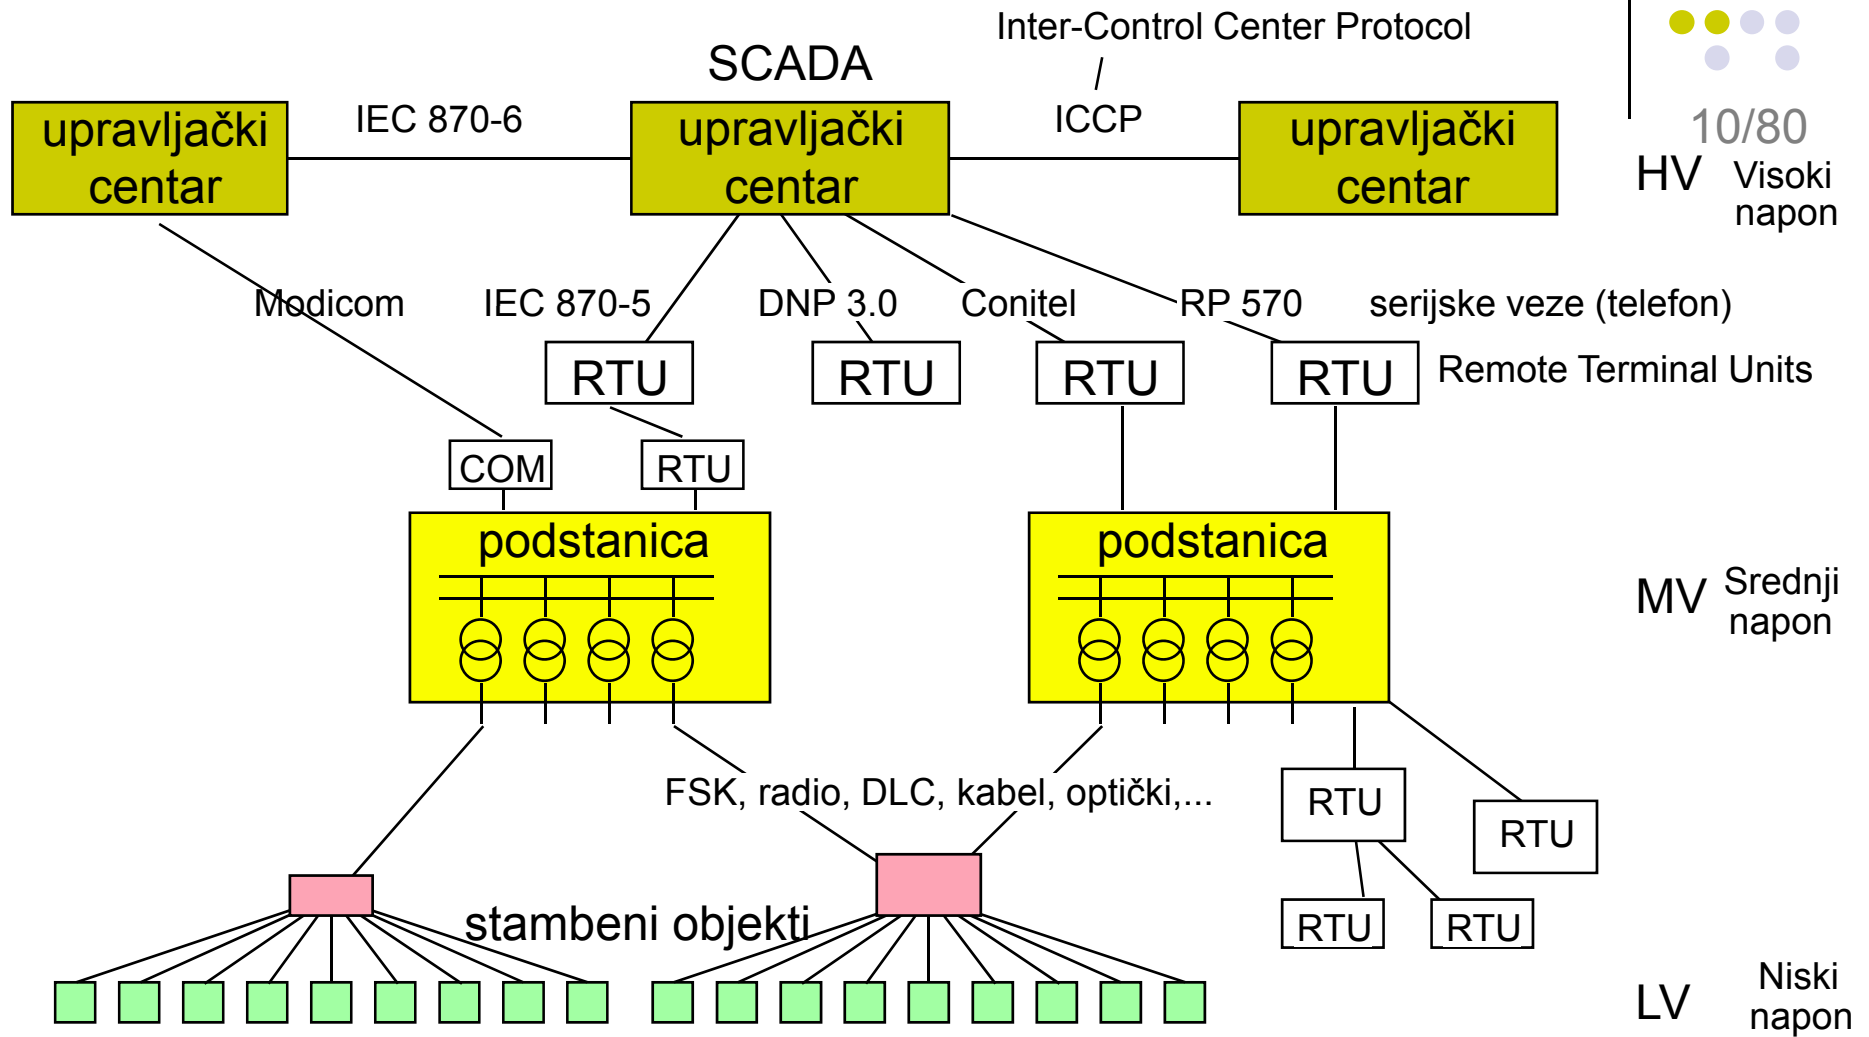 Inter-Control Center Protocol
SCADA
10/80
upravljački
centar
IEC 870-6
upravljački
centar
ICCP
upravljački
centar
HV Visoki
napon
Modicom
IEC 870-5
DNP 3.0
Conitel
RP 570
serijske veze (telefon)
RTU
RTU
RTU
RTU
Remote Terminal Units
COM
RTU
podstanica
podstanica
MV Srednji
napon
FSK, radio, DLC, kabel, optički,...
RTU
RTU
stambeni objekti
RTU
RTU
LV Niski
napon